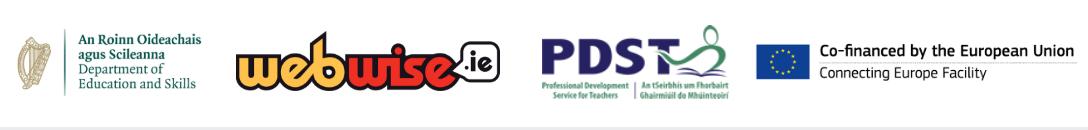 An Roinn Oideachais
agus Scileanna
Department of
Education and Skills
webwise.ie
PDST
Professional Development
Service for Teachers
An tSeirbhís um Fhorbairt
Ghairmiúil do Mhúinteoirí
Co-financed by the European Union
Connecting Europe Facility